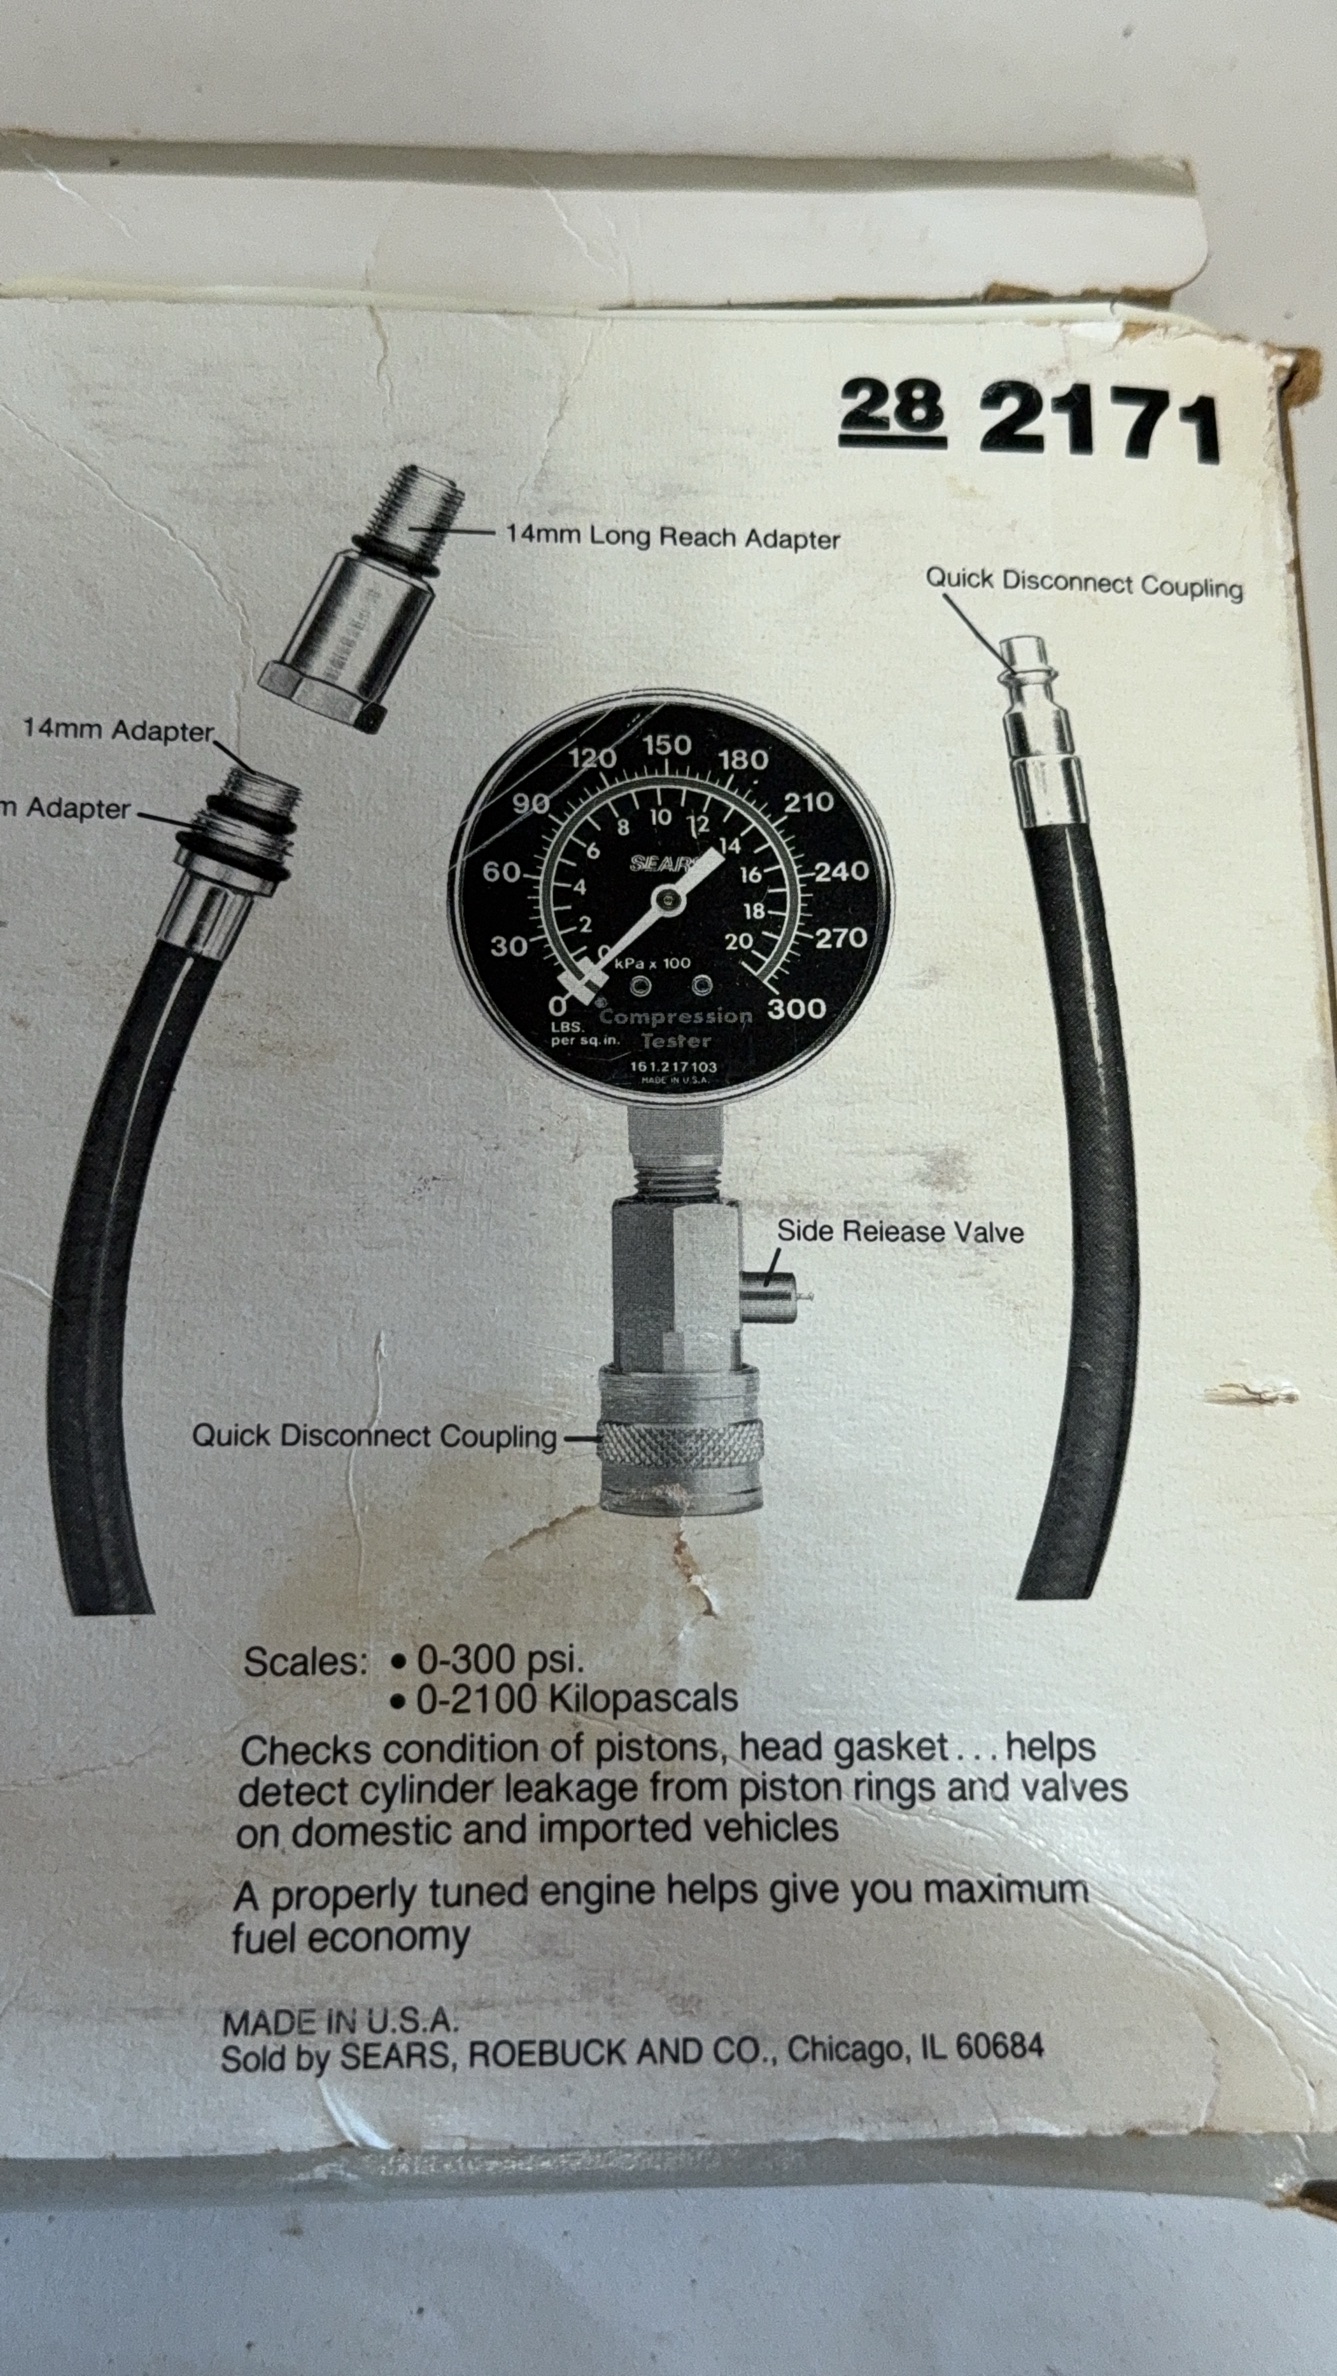 28 2171
14mm Long Reach Adapter
Quick Disconnect Coupling
14mm Adapter
m Adapter
0 30 60 90 120 150 180 210 240 270 300
0 2 4 6 8 10 12 14 16 18 20
SEARS
kPa x 100
LBS.
per sq. in.
Compression
Tester
161.217103
MADE IN U.S.A.
Side Release Valve
Quick Disconnect Coupling
Scales: • 0-300 psi.
• 0-2100 Kilopascals
Checks condition of pistons, head gasket... helps
detect cylinder leakage from piston rings and valves
on domestic and imported vehicles
A properly tuned engine helps give you maximum
fuel economy
MADE IN U.S.A.
Sold by SEARS, ROEBUCK AND CO., Chicago, IL 60684